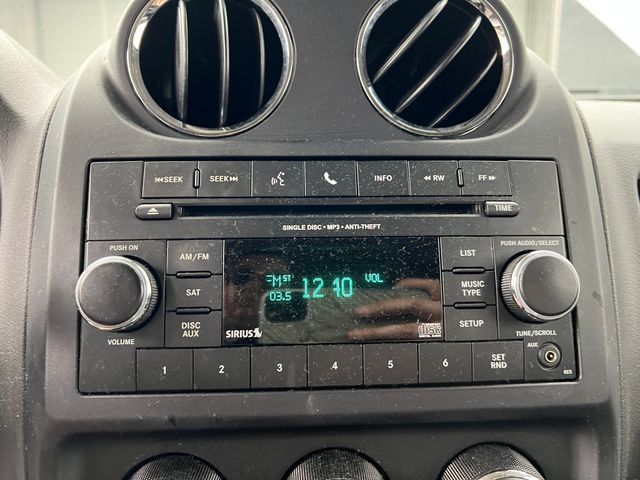 SEEK SEEK INFO RW FF
TIME
SINGLE DISC • MP3 • ANTI-THEFT
PUSH ON AM/FM LIST PUSH AUDIO/SELECT
FM ST 12 10 VOL
03.5
SAT MUSIC TYPE
DISC AUX SETUP
VOLUME SIRIUS TUNE/SCROLL
1 2 3 4 5 6 SET RND AUX
RES